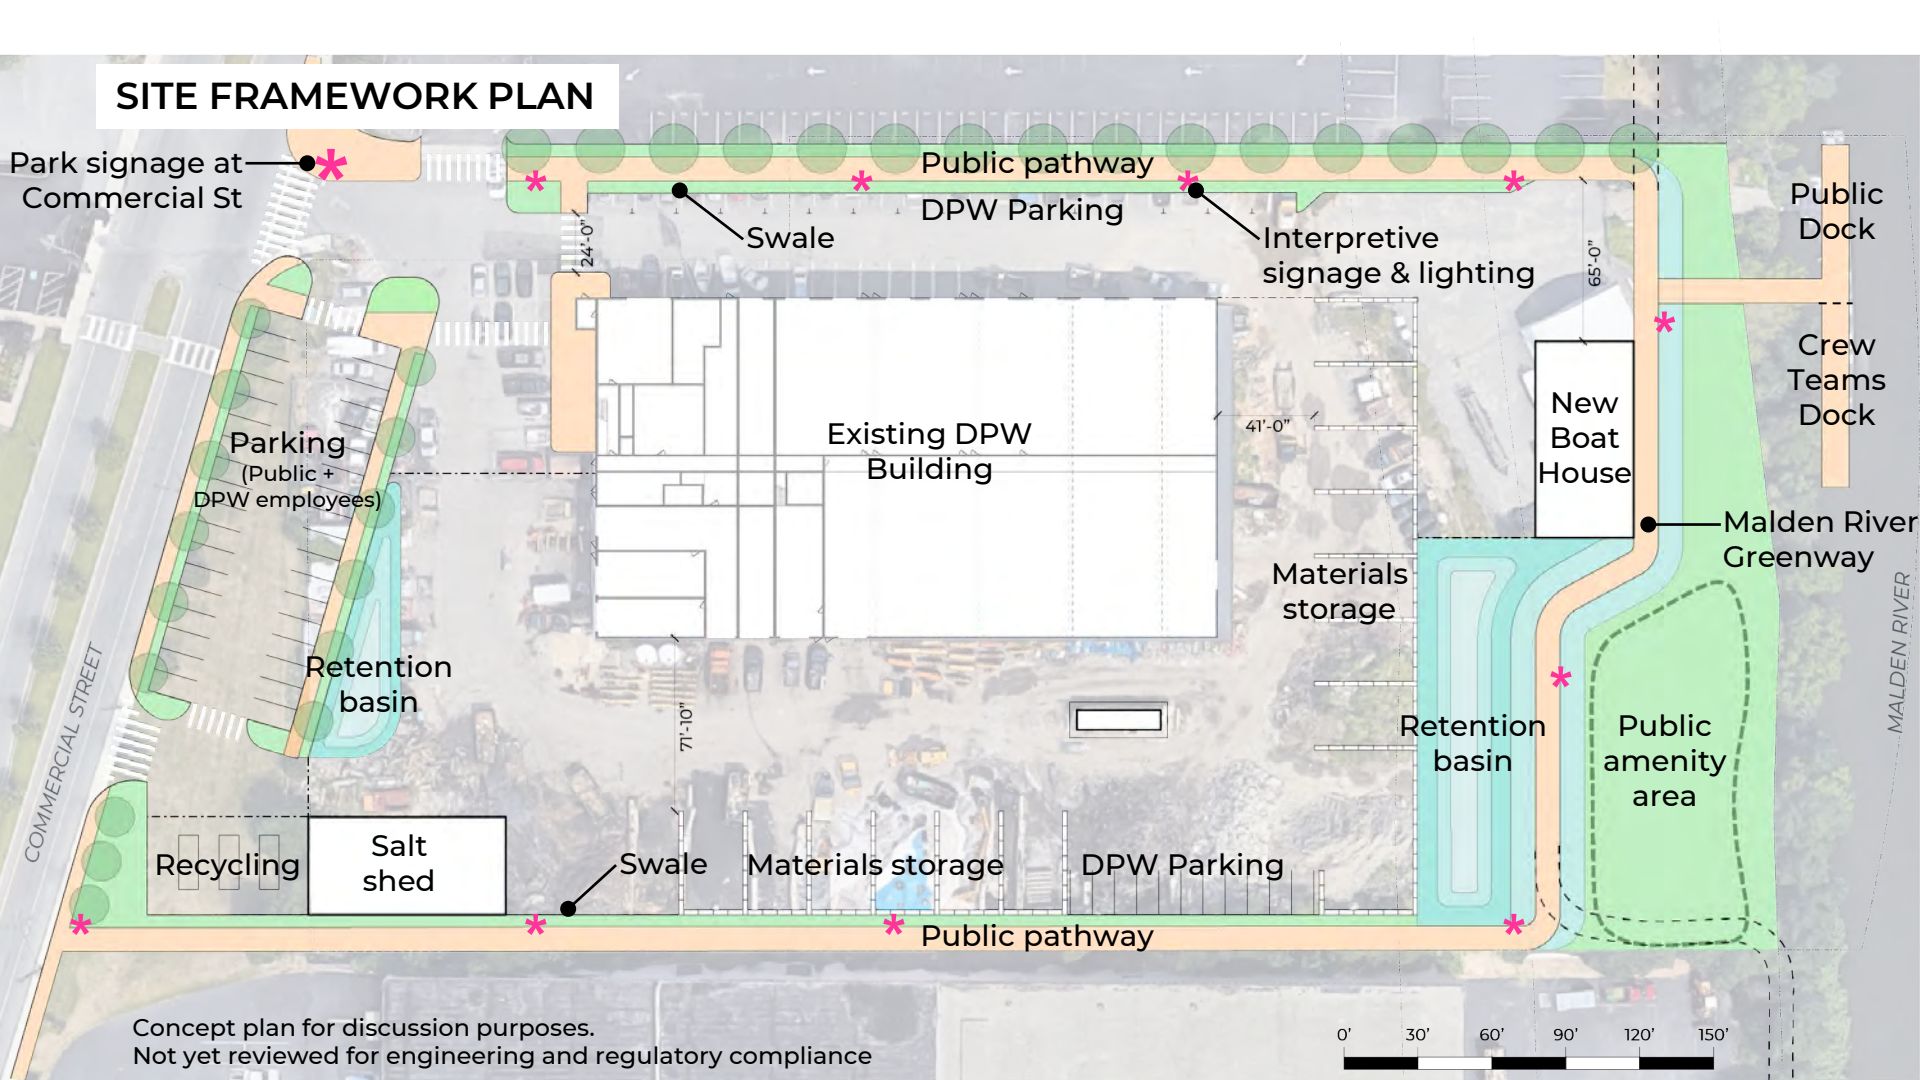 SITE FRAMEWORK PLAN
Park signage at
Commercial St
Public pathway
DPW Parking
Swale
Interpretive
signage & lighting
24'-0"
65'-0"
Public
Dock
Crew
Teams
Dock
New
Boat
House
Existing DPW
Building
41'-0"
Parking
(Public +
DPW employees)
Malden River
Greenway
Materials
storage
Retention
basin
71'-10"
Retention
basin
Public
amenity
area
COMMERCIAL STREET
MALDEN RIVER
Recycling
Salt
shed
Swale
Materials storage
DPW Parking
Public pathway
Concept plan for discussion purposes.
Not yet reviewed for engineering and regulatory compliance
0' 30' 60' 90' 120' 150'